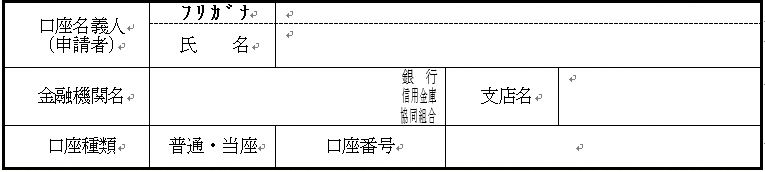 口座名義人
(申請者)
ﾌﾘｶﾞﾅ
氏　名
金融機関名
銀　行
信用金庫
協同組合
支店名
口座種類
普通・当座
口座番号